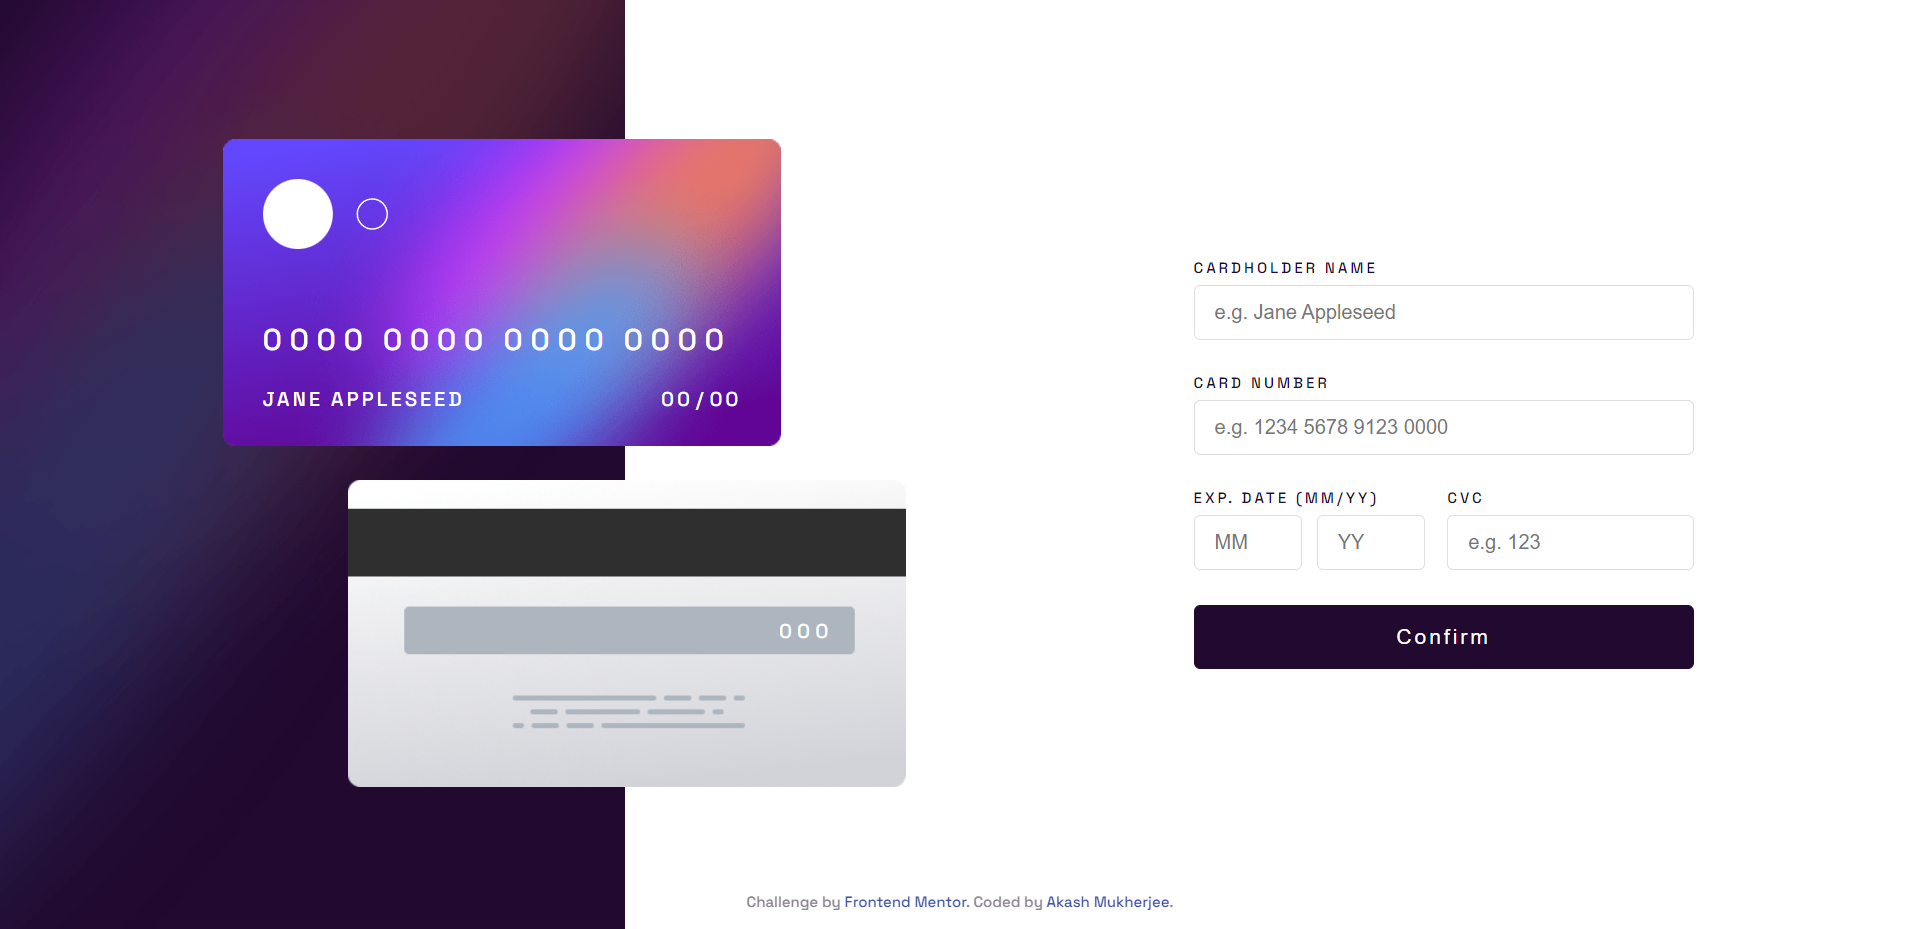 0000 0000 0000 0000
JANE APPLESEED 00/00
000
CARDHOLDER NAME
e.g. Jane Appleseed
CARD NUMBER
e.g. 1234 5678 9123 0000
EXP. DATE (MM/YY) CVC
MM YY e.g. 123
Confirm
Challenge by Frontend Mentor. Coded by Akash Mukherjee.